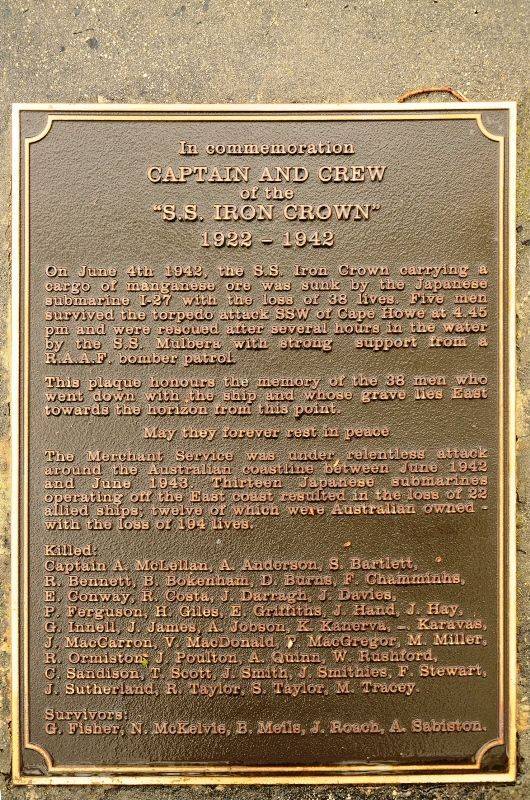 In commemoration
CAPTAIN AND CREW
of the
"S.S. IRON CROWN"
1922 – 1942
On June 4th 1942, the S.S. Iron Crown carrying a
cargo of manganese ore was sunk by the Japanese
submarine I-27 with the loss of 38 lives. Five men
survived the torpedo attack SSW of Cape Howe at 4.45
pm and were rescued after several hours in the water
by the S.S. Mulbera with strong support from a
R.A.A.F. bomber patrol.
This plaque honours the memory of the 38 men who
went down with the ship and whose grave lies East
towards the horizon from this point.
May they forever rest in peace
The Merchant Service was under relentless attack
around the Australian coastline between June 1942
and June 1943. Thirteen Japanese submarines
operating off the East coast resulted in the loss of 22
allied ships; twelve of which were Australian owned -
with the loss of 194 lives.
Killed:
Captain A. McLellan, A. Anderson, S. Bartlett,
R. Bennett, B. Bokenham, D. Burns, F. Chamminhs,
E. Conway, R. Costa, J. Darragh, J. Davies,
P. Ferguson, H. Giles, E. Griffiths, J. Hand, J. Hay,
G. Innell, J. James, A. Jobson, K. Kanerva, –. Karavas,
J. MacCarron, V. MacDonald, F. MacGregor, M. Miller,
R. Ormiston, J. Poulton, A. Quinn, W. Rushford,
C. Sandison, T. Scott, J. Smith, J. Smithies, F. Stewart,
J. Sutherland, R. Taylor, S. Taylor, M. Tracey.
Survivors:
G. Fisher, N. McKelvie, B. Meils, J. Roach, A. Sabiston.